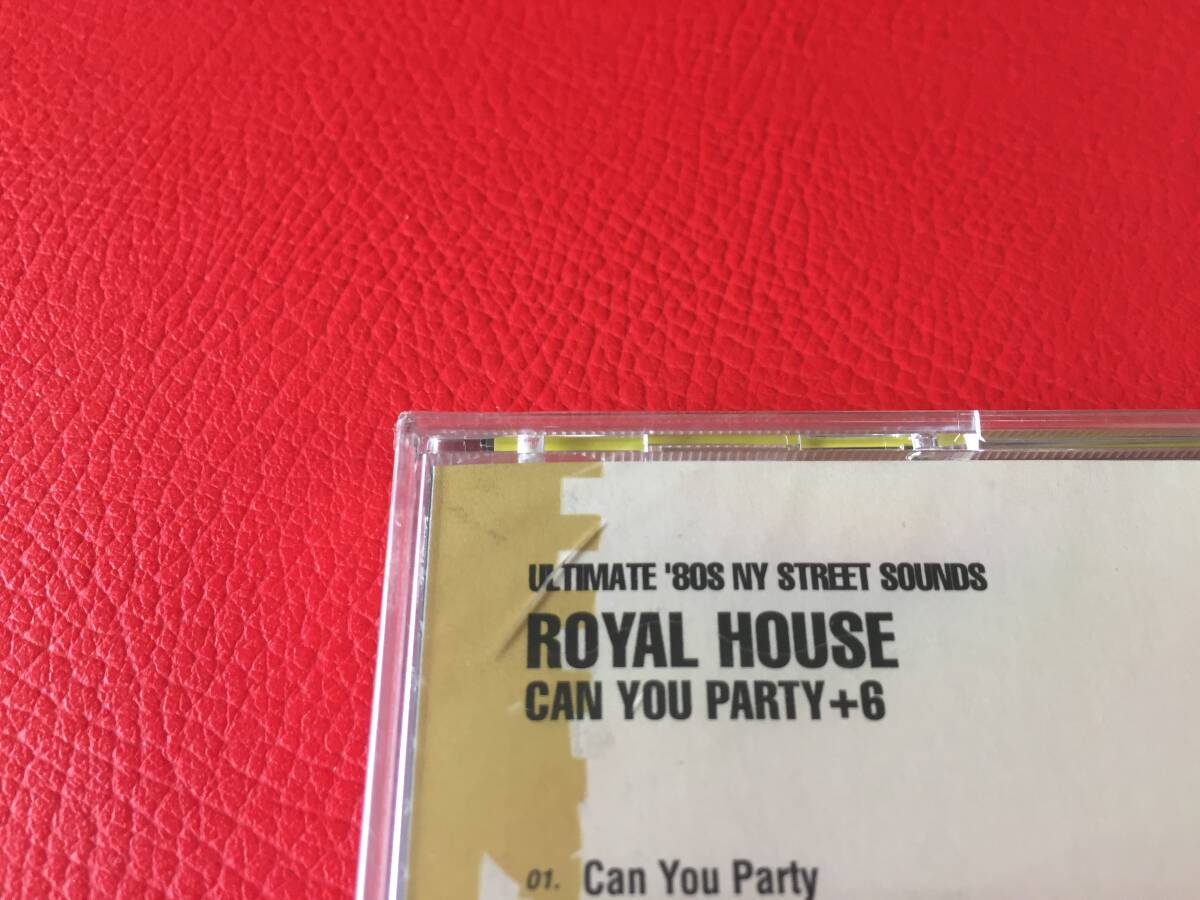 ULTIMATE '80S NY STREET SOUNDS
ROYAL HOUSE
CAN YOU PARTY+6
01. Can You Party